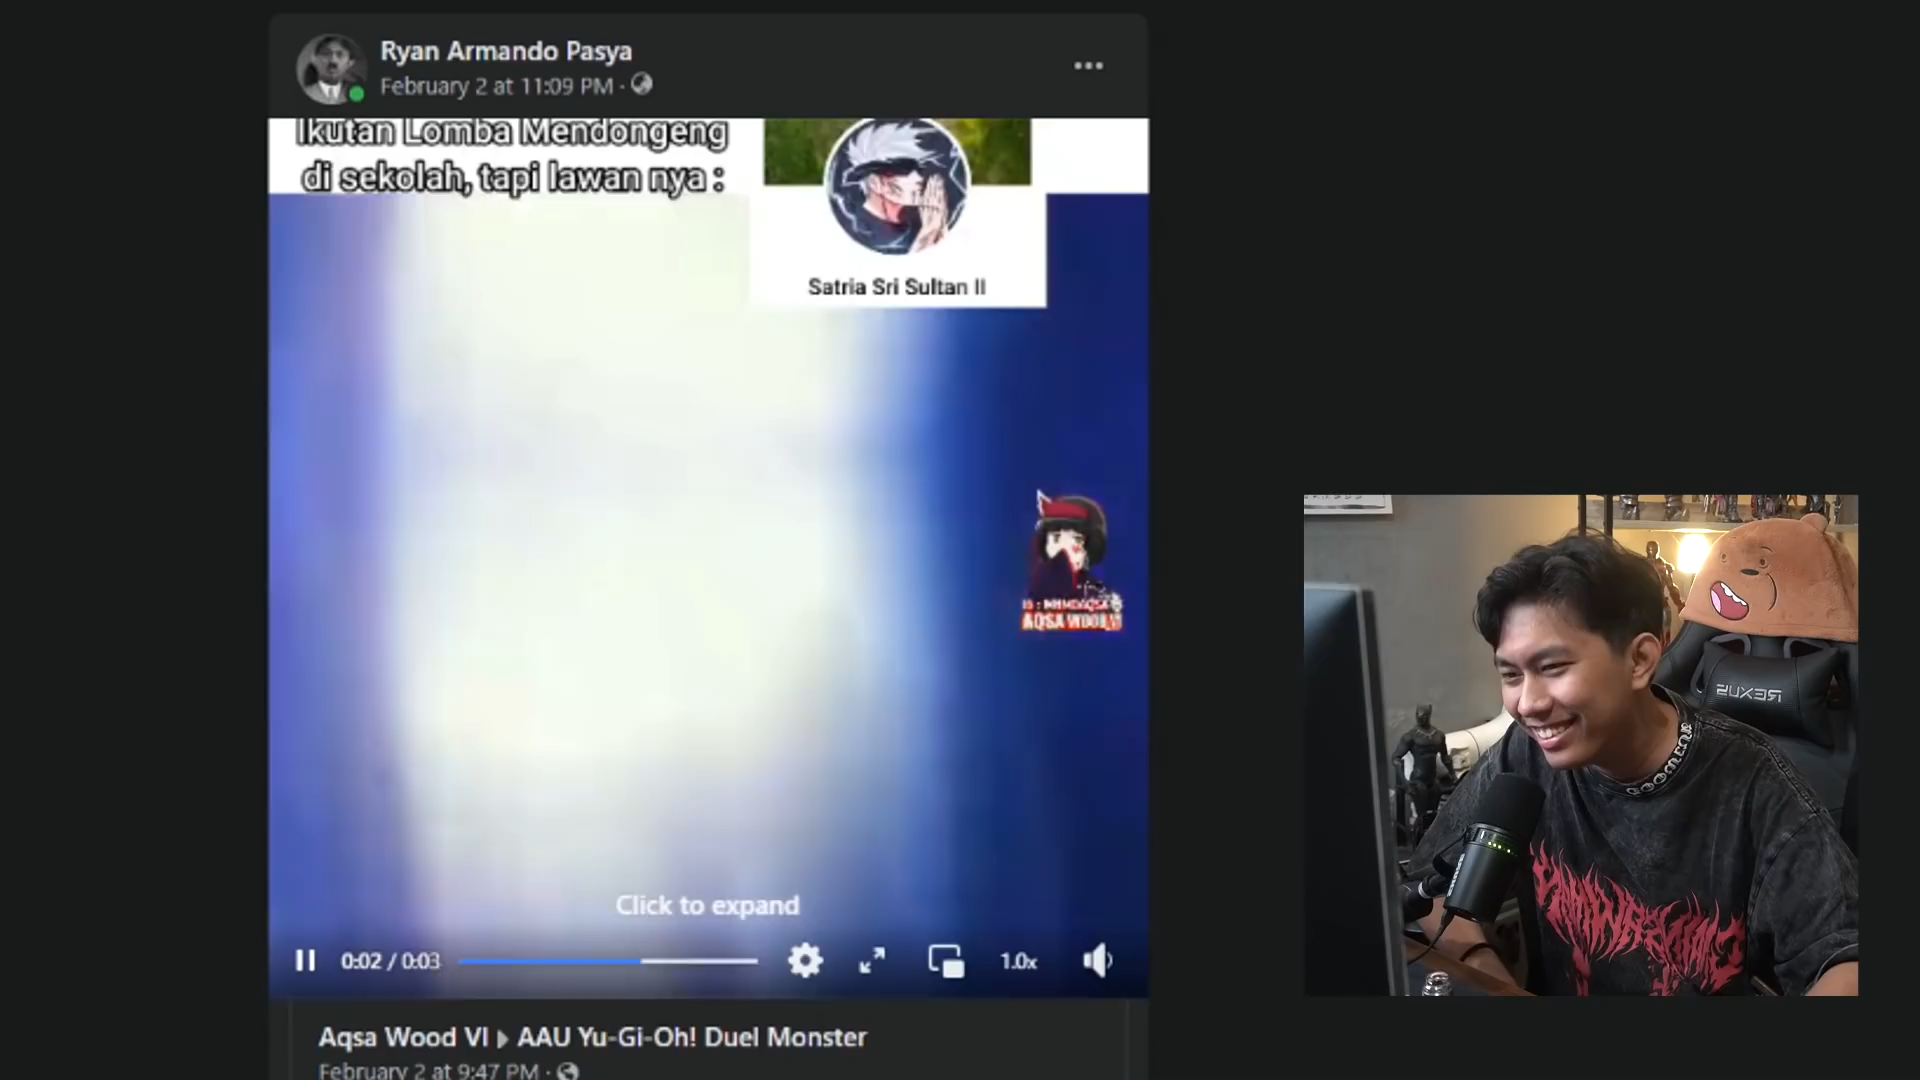 Ryan Armando Pasya
February 2 at 11:09 PM ·
Ikutan Lomba Mendongeng
di sekolah, tapi lawan nya :
Satria Sri Sultan II
AQSA WOOD VI
Click to expand
0:02 / 0:03
1.0x
Aqsa Wood VI ▸ AAU Yu-Gi-Oh! Duel Monster
February 2 at 9:47 PM ·
REXUS